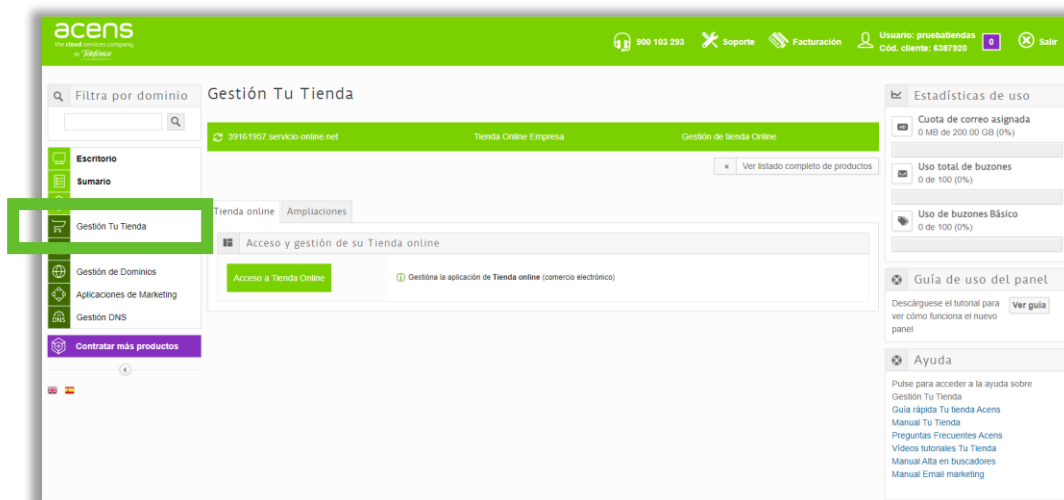 acens
the cloud services company
de Telefónica
900 103 293
Soporte
Facturación
Usuario: pruebatiendas
Cód. cliente: 6387920
0
Salir
Filtra por dominio
Escritorio
Sumario
Gestión Tu Tienda
Gestión de Dominios
Aplicaciones de Marketing
DNS
Gestión DNS
Contratar más productos
Gestión Tu Tienda
39161957.servicio-online.net
Tienda Online Empresa
Gestión de tienda Online
« Ver listado completo de productos
Tienda online
Ampliaciones
Acceso y gestión de su Tienda online
Acceso a Tienda Online
Gestióna la aplicación de Tienda online (comercio electrónico)
Estadísticas de uso
Cuota de correo asignada
0 MB de 200.00 GB (0%)
Uso total de buzones
0 de 100 (0%)
Uso de buzones Básico
0 de 100 (0%)
Guía de uso del panel
Descárguese el tutorial para
ver cómo funciona el nuevo
panel
Ver guia
Ayuda
Pulse para acceder a la ayuda sobre
Gestión Tu Tienda
Guía rápida Tu tienda Acens
Manual Tu Tienda
Preguntas Frecuentes Acens
Vídeos tutoriales Tu Tienda
Manual Alta en buscadores
Manual Email marketing